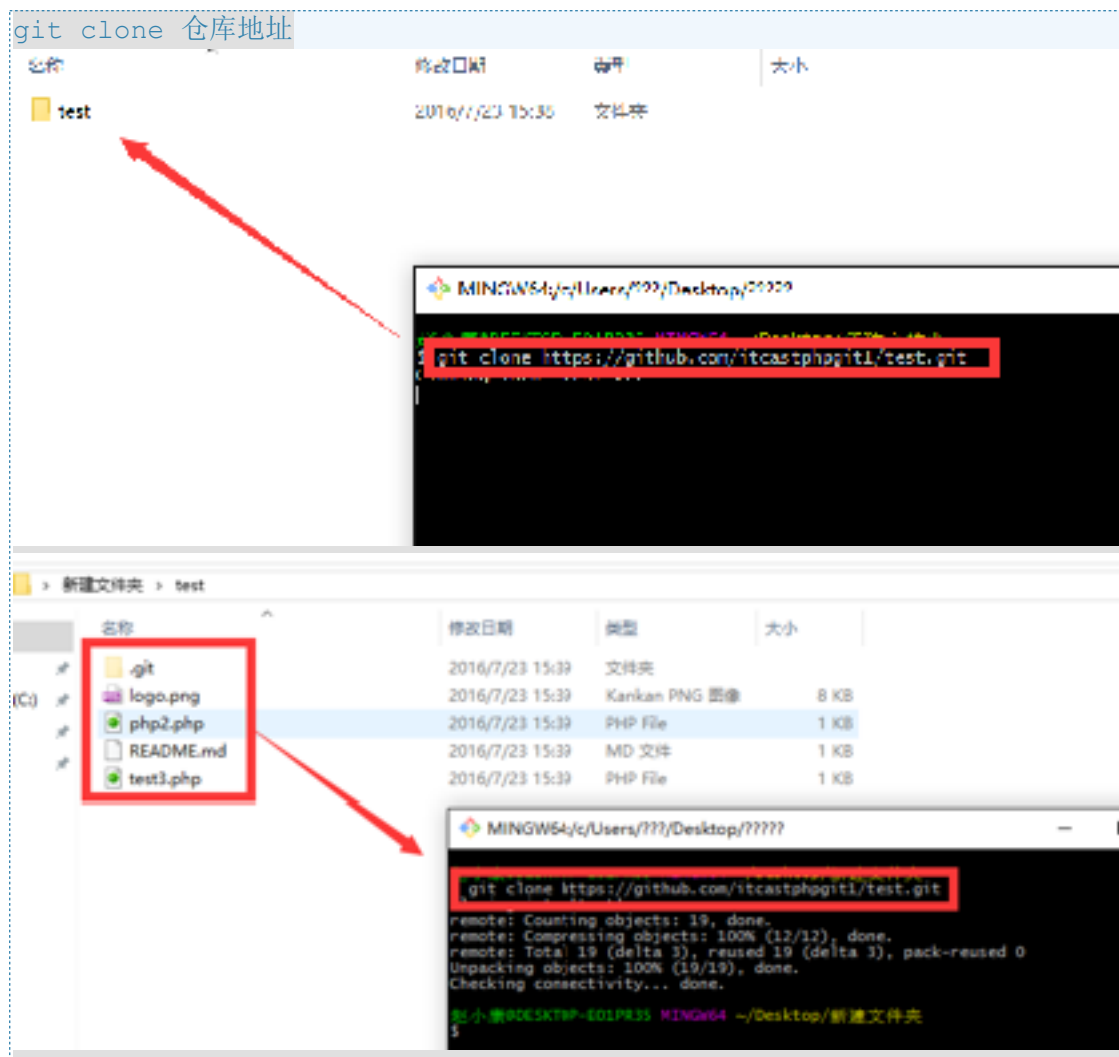 git clone 仓库地址
名称 修改日期 类型 大小
test 2016/7/23 15:38 文件夹
MINGW64:/c/Users/???/Desktop/?????
$ git clone https://github.com/itcastphpgit1/test.git
新建文件夹 › test
名称 修改日期 类型 大小
.git 2016/7/23 15:39 文件夹
(C:) logo.png 2016/7/23 15:39 Kankan PNG 图像 8 KB
php2.php 2016/7/23 15:39 PHP File 1 KB
README.md 2016/7/23 15:39 MD 文件 1 KB
test3.php 2016/7/23 15:39 PHP File 1 KB
MINGW64:/c/Users/???/Desktop/?????
git clone https://github.com/itcastphpgit1/test.git
remote: Counting objects: 19, done.
remote: Compressing objects: 100% (12/12), done.
remote: Total 19 (delta 3), reused 19 (delta 3), pack-reused 0
Unpacking objects: 100% (19/19), done.
Checking connectivity... done.
MINGW64 ~/Desktop/新建文件夹
$